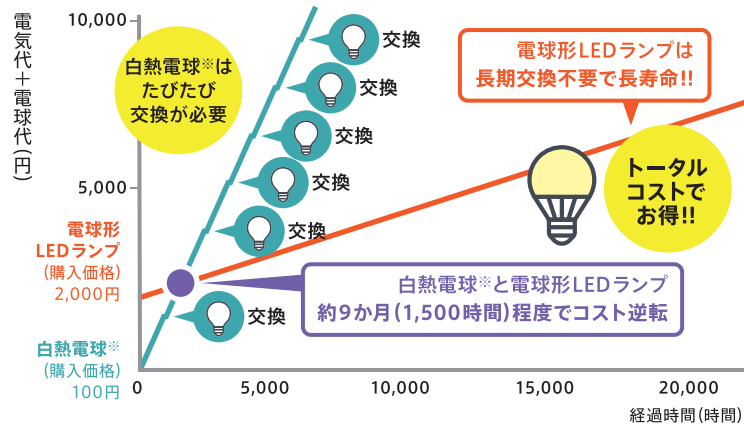 電気代＋電球代(円)
10,000
5,000
白熱電球※は
たびたび
交換が必要
交換
交換
交換
交換
交換
交換
電球形LEDランプは
長期交換不要で長寿命!!
トータル
コストで
お得!!
電球形
LEDランプ
(購入価格)
2,000円
白熱電球※と電球形LEDランプ
約9か月(1,500時間)程度でコスト逆転
白熱電球※
(購入価格)
100円
0
5,000
10,000
15,000
20,000
経過時間(時間)